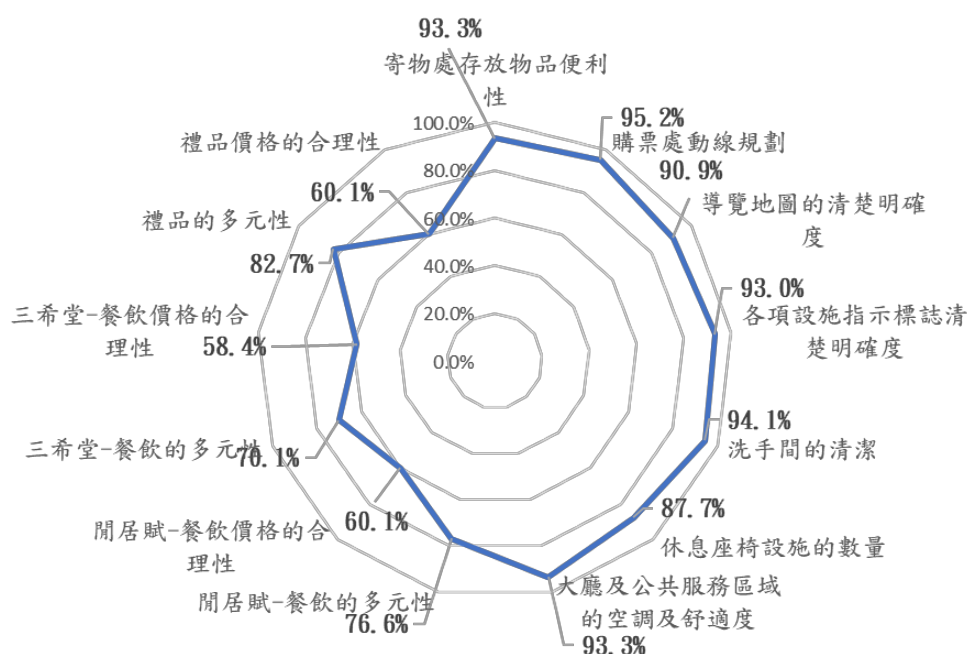 93.3%
寄物處存放物品便利
性
95.2%
購票處動線規劃
90.9%
導覽地圖的清楚明確
度
93.0%
各項設施指示標誌清
楚明確度
94.1%
洗手間的清潔
87.7%
休息座椅設施的數量
大廳及公共服務區域
的空調及舒適度
93.3%
閒居賦-餐飲的多元性
76.6%
閒居賦-餐飲價格的合
理性
60.1%
三希堂-餐飲的多元性
70.1%
三希堂-餐飲價格的合
理性
58.4%
禮品的多元性
82.7%
禮品價格的合理性
60.1%
100.0%
80.0%
60.0%
40.0%
20.0%
0.0%